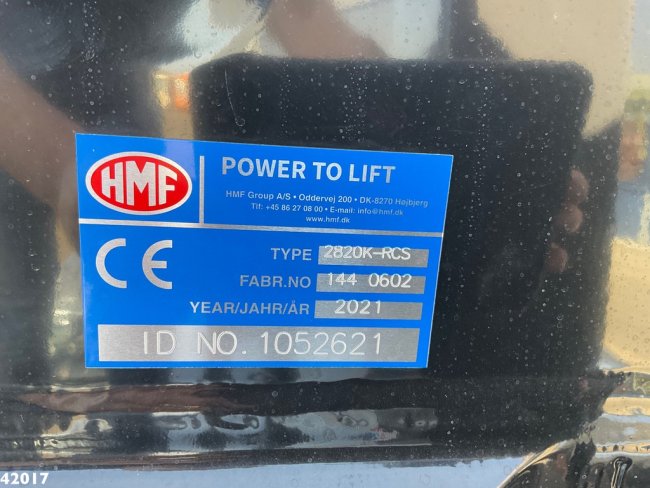 HMF
POWER TO LIFT
HMF Group A/S • Oddervej 200 • DK-8270 Højbjerg
Tlf: +45 86 27 08 00 • E-mail: info@hmf.dk
www.hmf.dk
CE
TYPE 2820K-RCS
FABR.NO 144 0602
YEAR/JAHR/ÅR 2021
ID NO. 1052621
42017